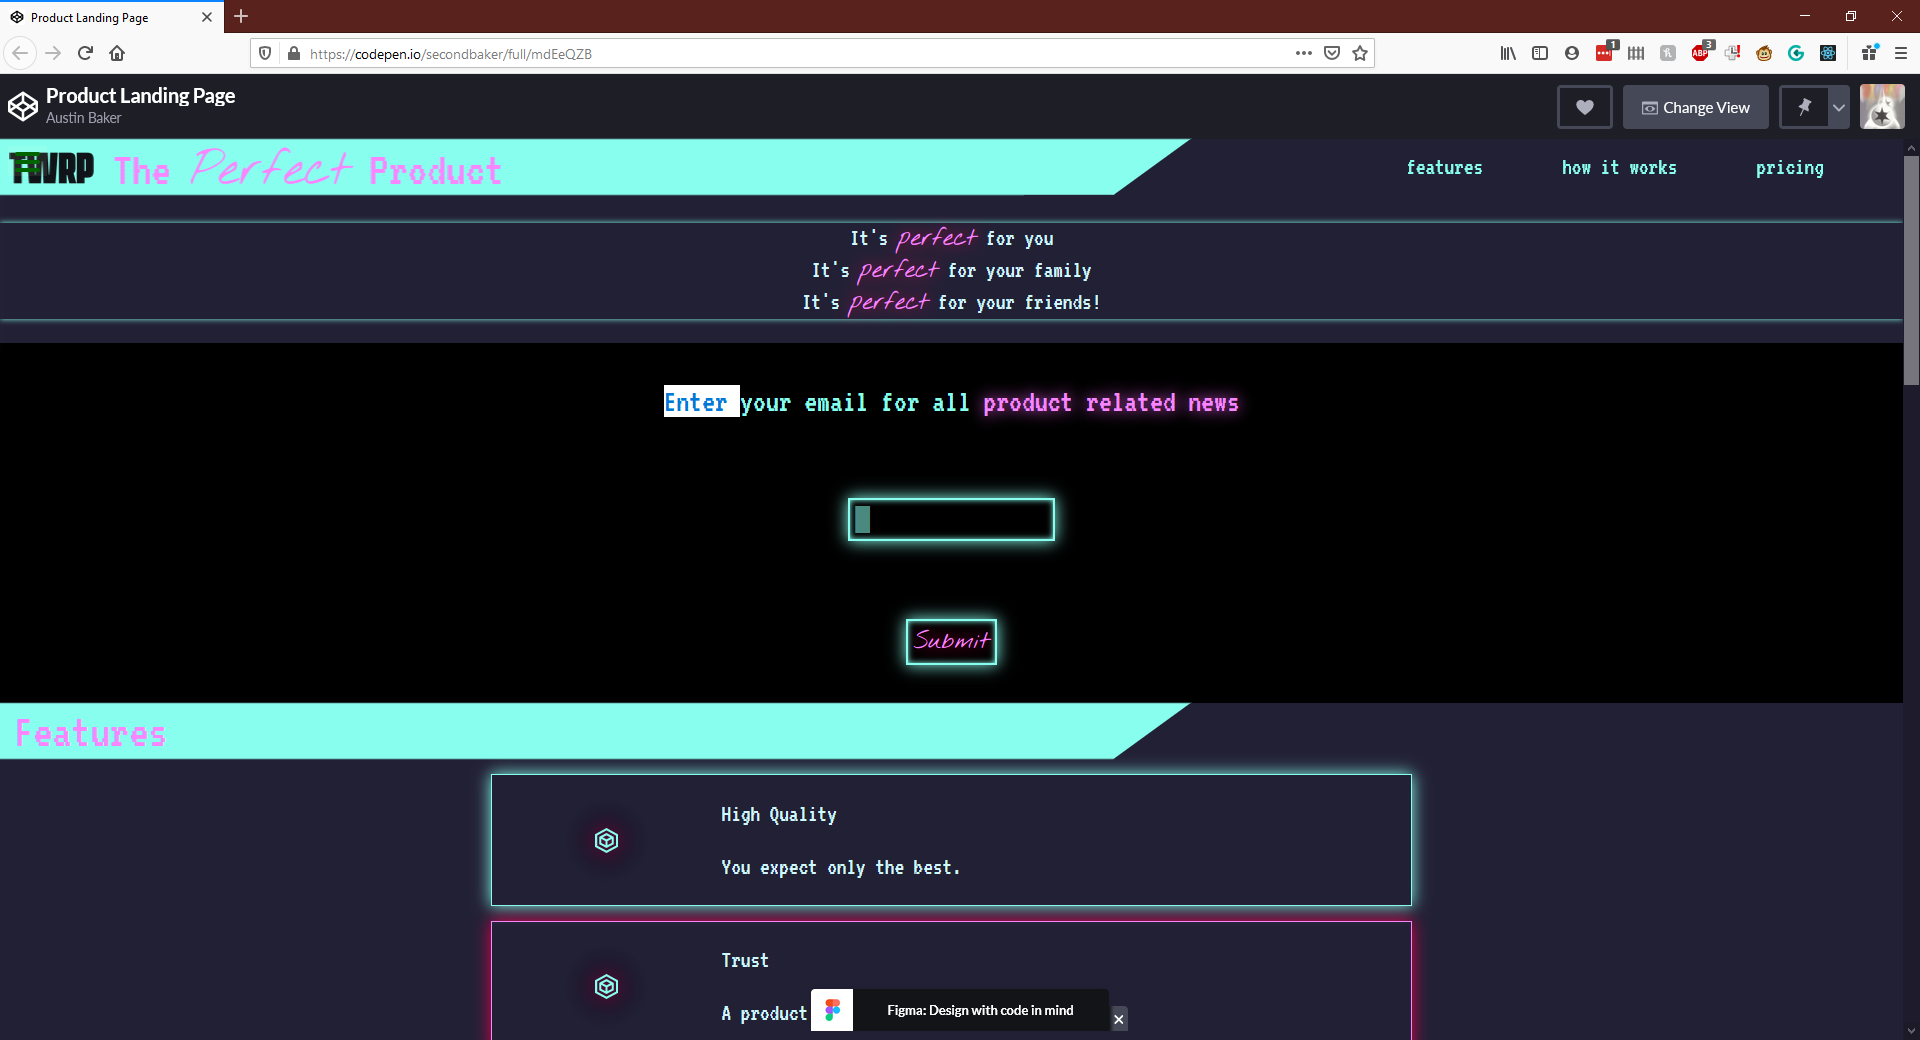 Product Landing Page
https://codepen.io/secondbaker/full/mdEeQZB
1
ABP
3
Product Landing Page
Austin Baker
Change View
TWRP
The Perfect Product
features
how it works
pricing
It's perfect for you
It's perfect for your family
It's perfect for your friends!
Enter your email for all product related news
Submit
Features
High Quality
You expect only the best.
Trust
A product
Figma: Design with code in mind